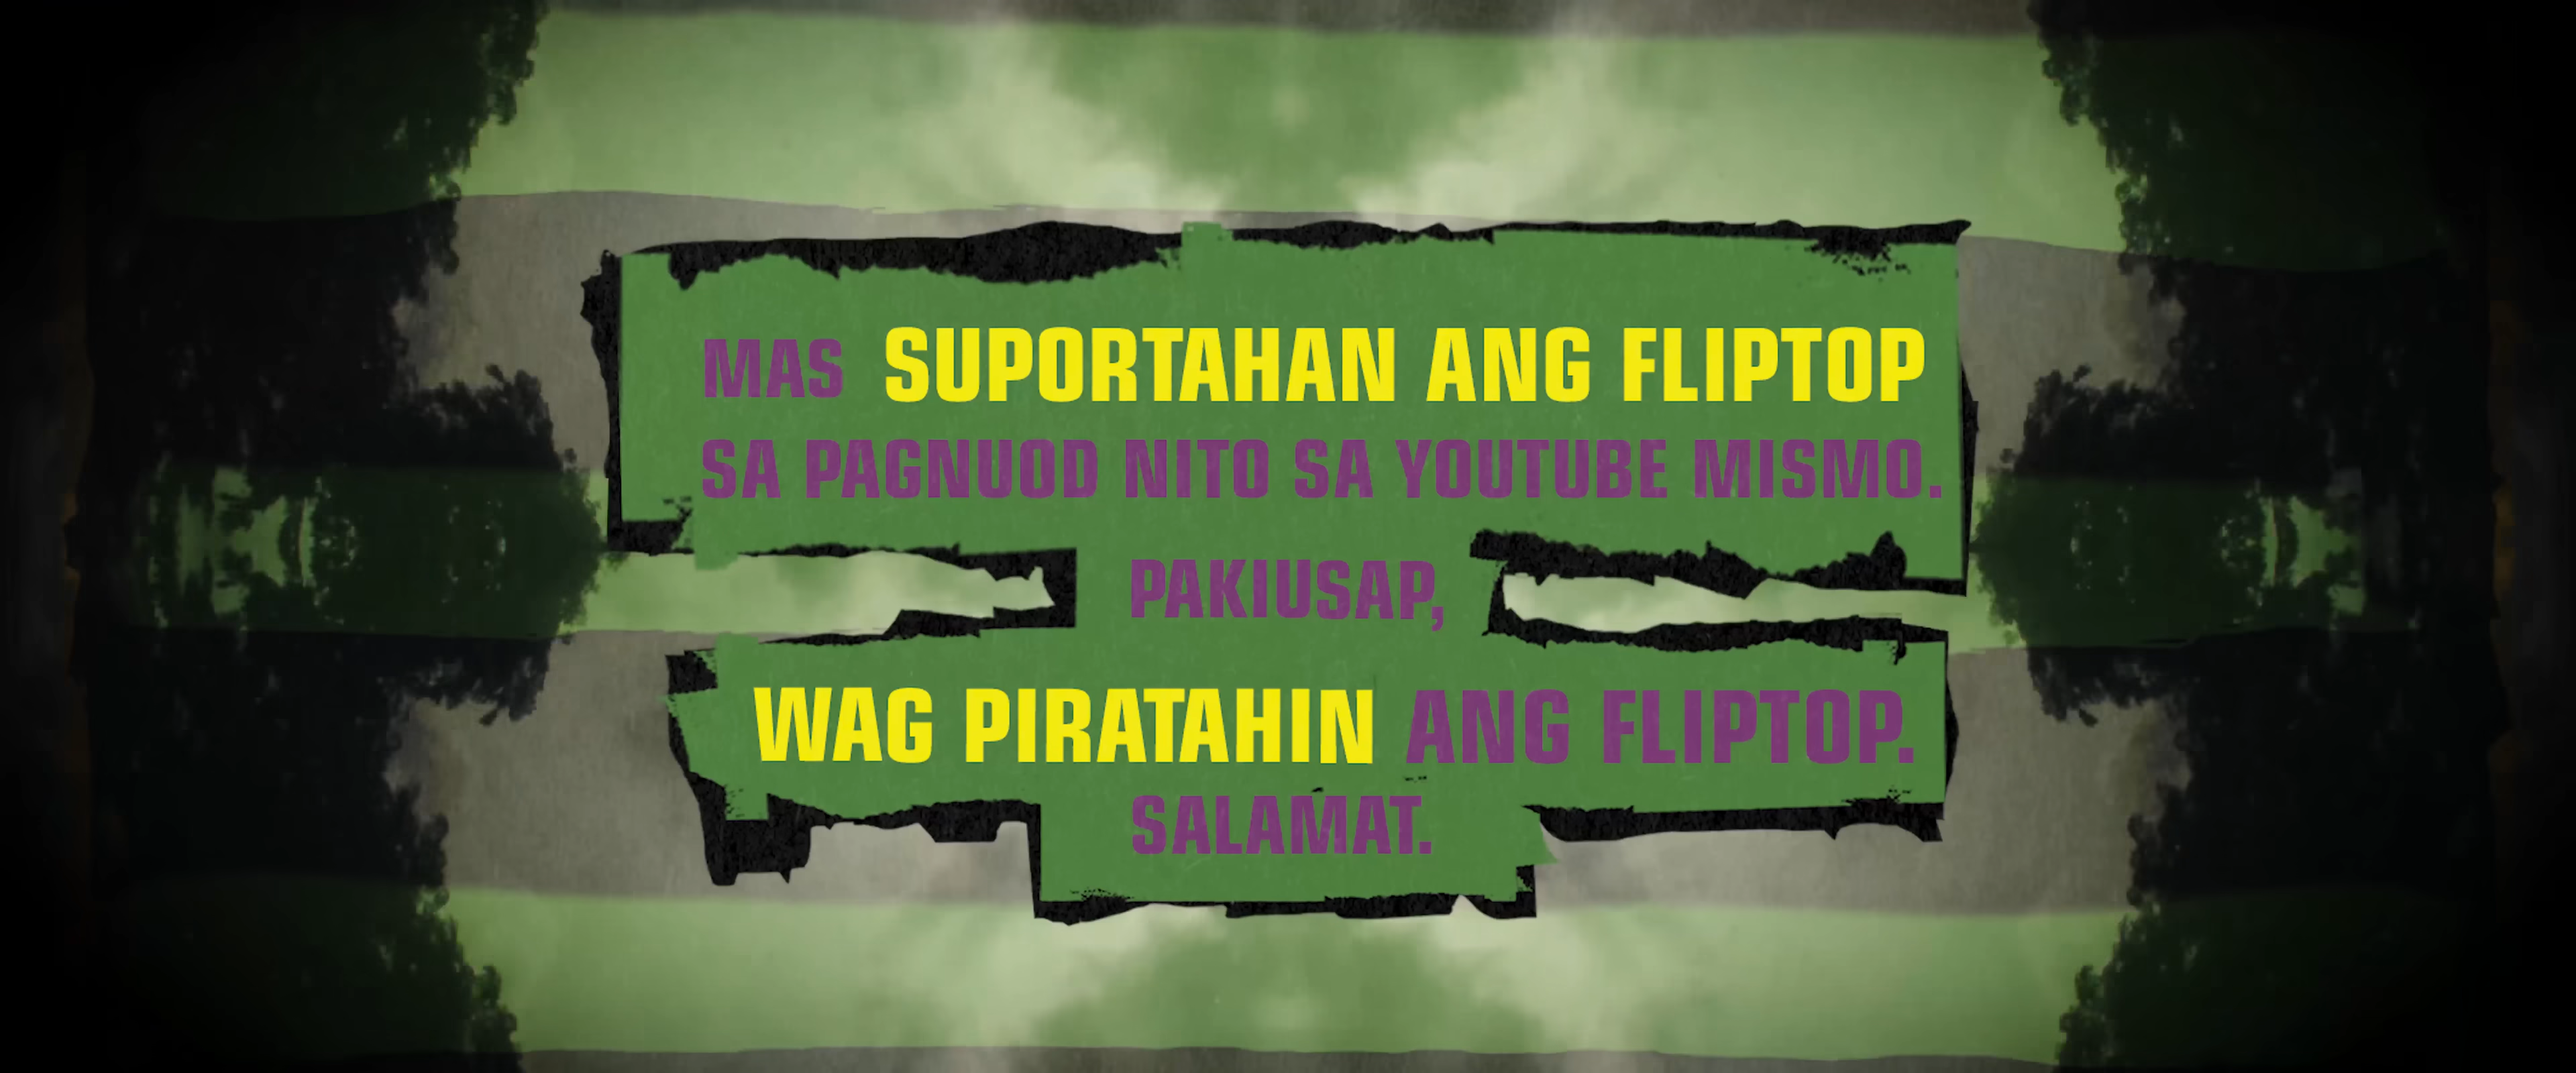 MAS SUPORTAHAN ANG FLIPTOP
SA PAGNUOD NITO SA YOUTUBE MISMO.
PAKIUSAP,
WAG PIRATAHIN ANG FLIPTOP.
SALAMAT.